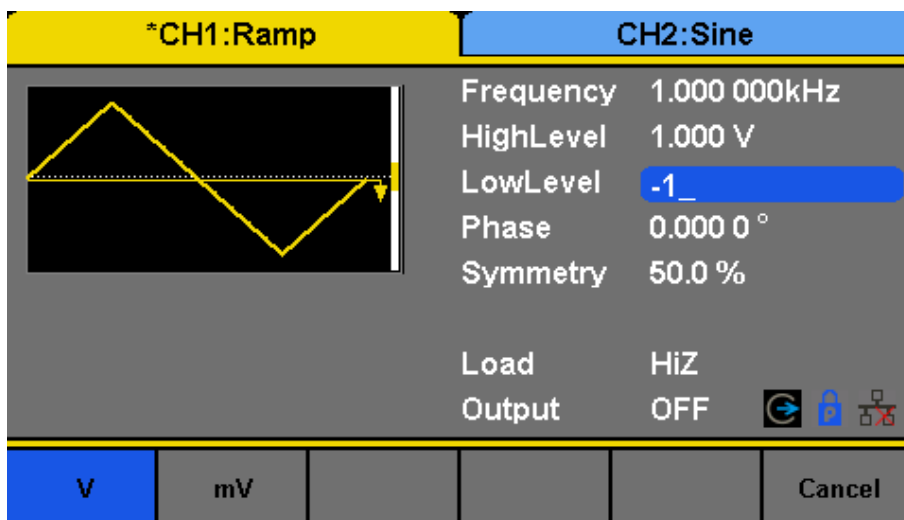 *CH1:Ramp CH2:Sine
Frequency 1.000 000kHz
HighLevel 1.000 V
LowLevel -1_
Phase 0.000 0 °
Symmetry 50.0 %
Load HiZ
Output OFF P
V mV Cancel